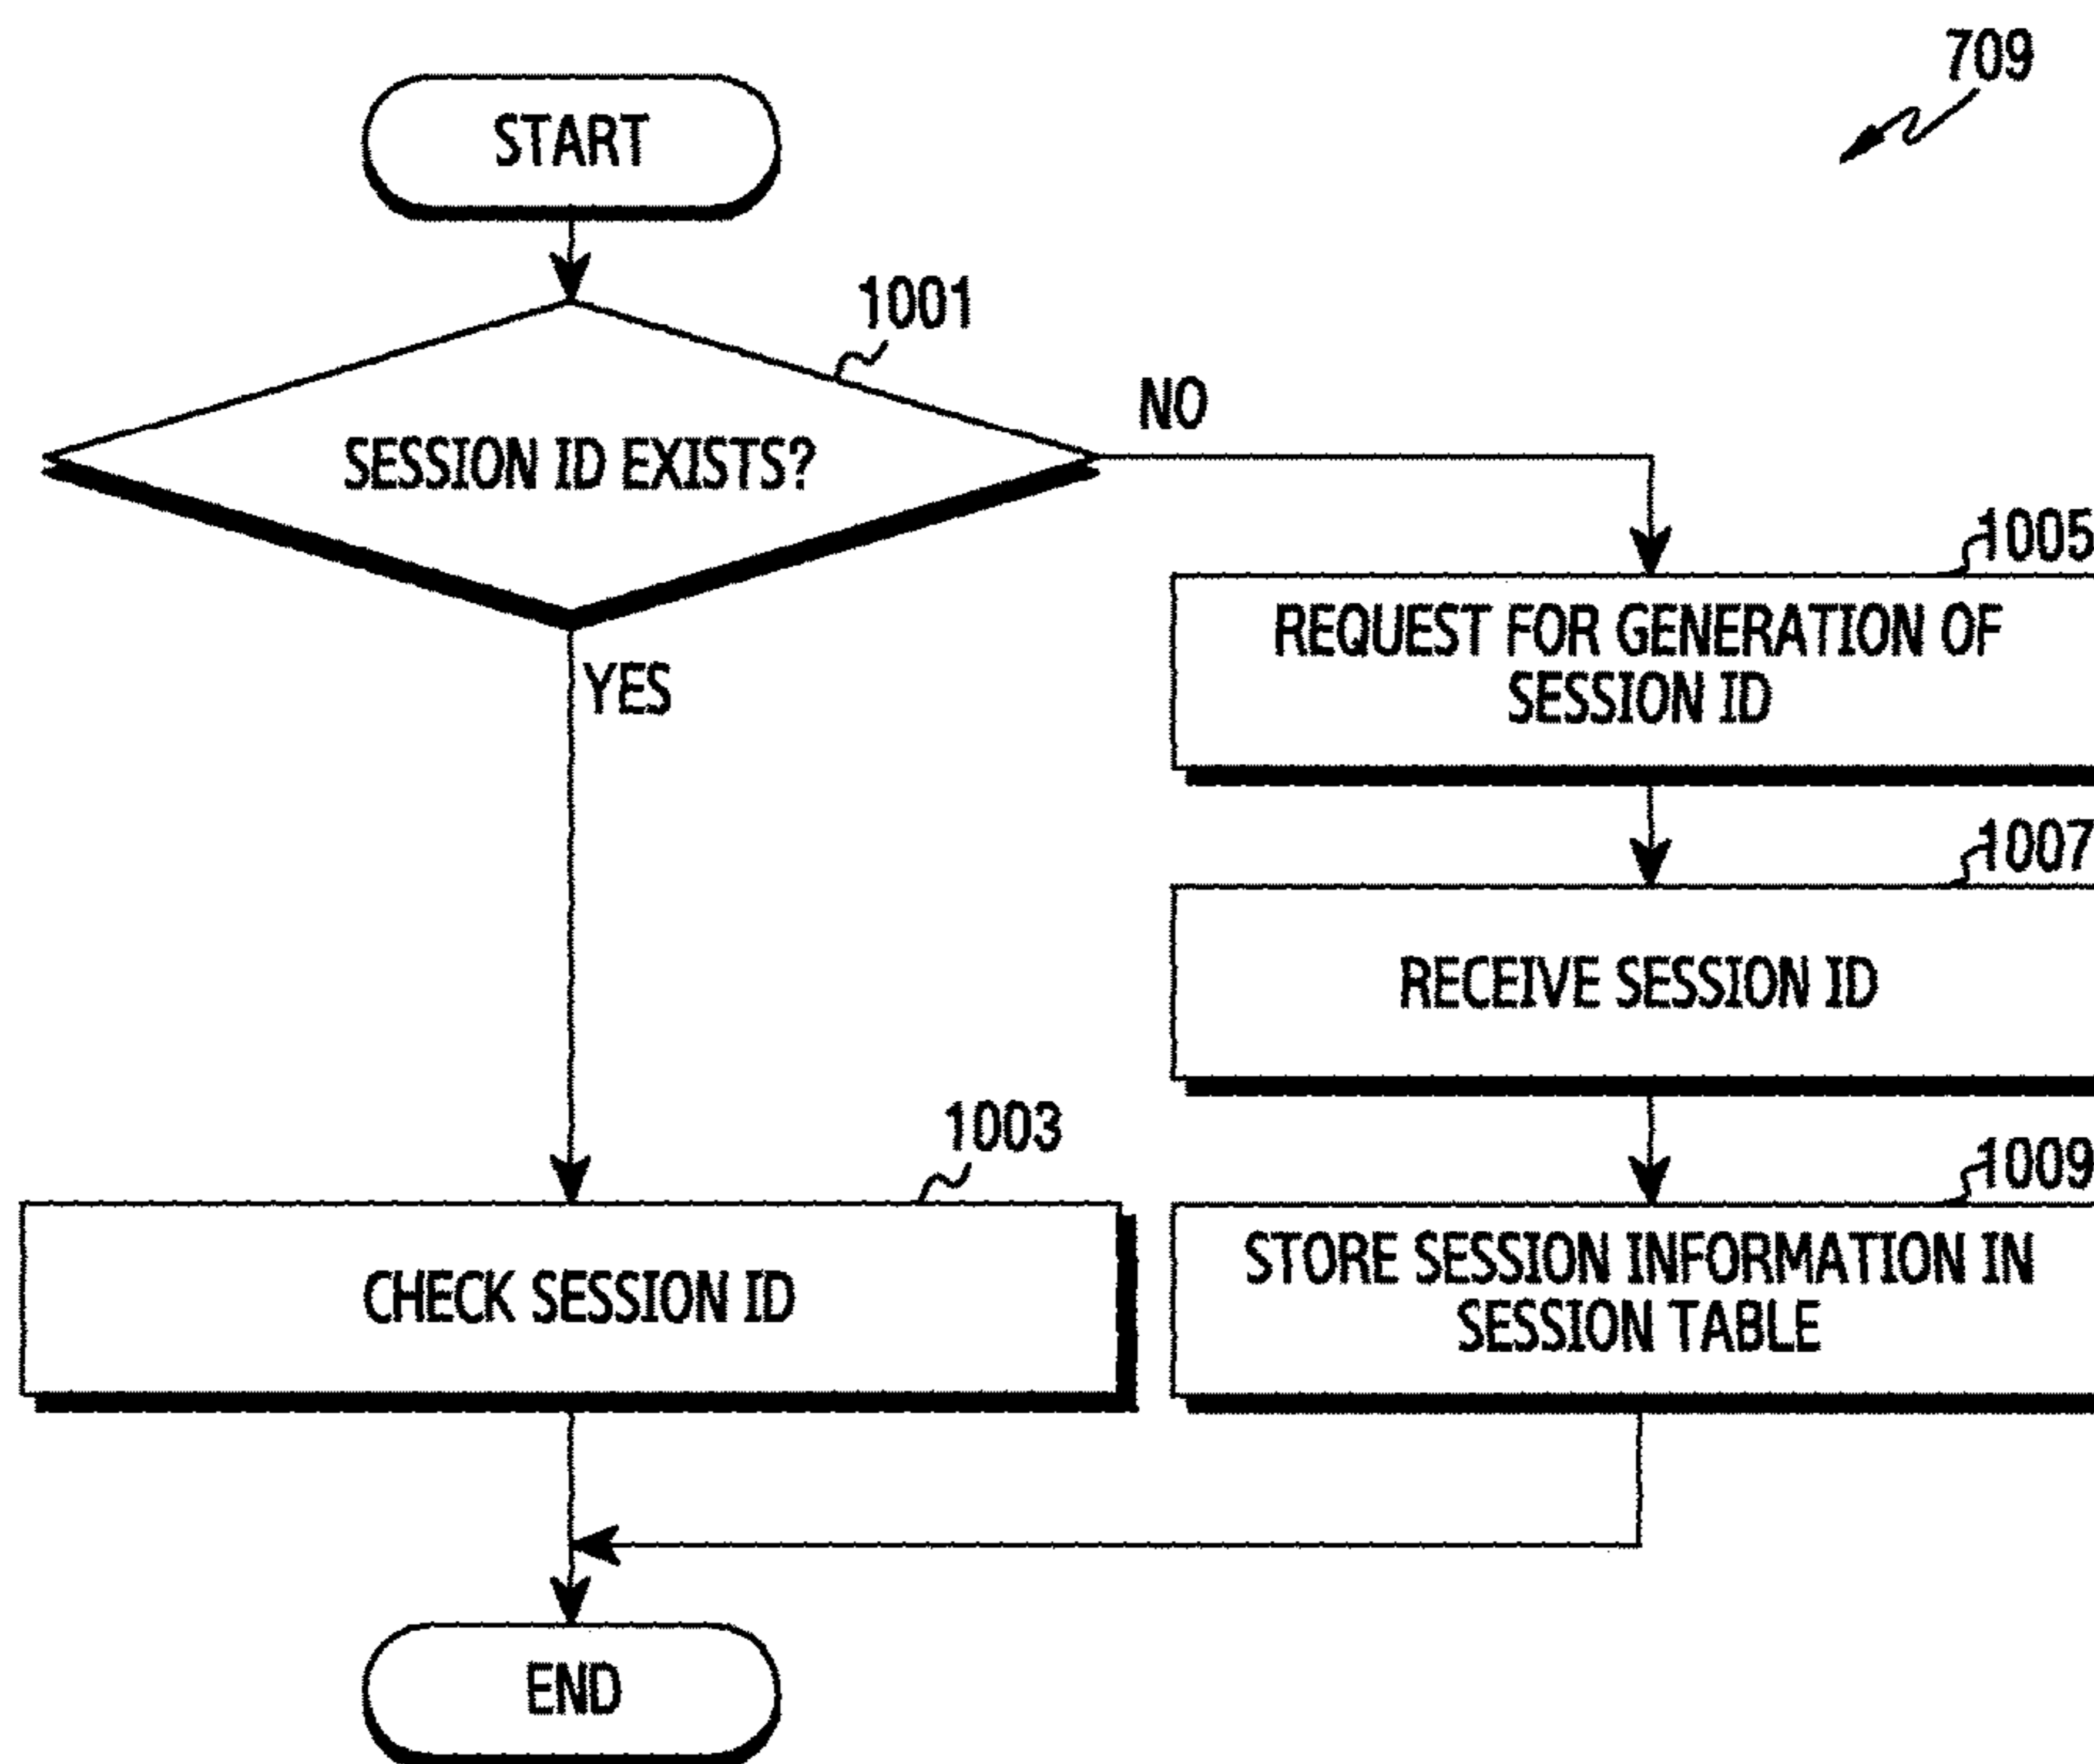 709
START
1001
SESSION ID EXISTS?
NO
YES
1005
REQUEST FOR GENERATION OF
SESSION ID
1007
RECEIVE SESSION ID
1003
CHECK SESSION ID
1009
STORE SESSION INFORMATION IN
SESSION TABLE
END